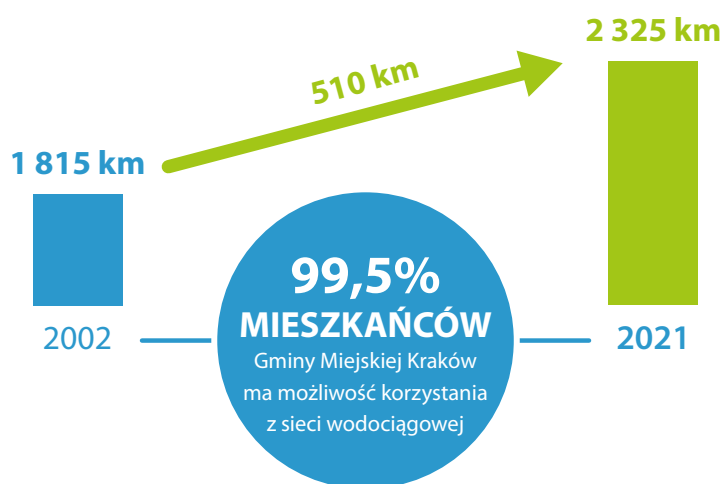 2 325 km
510 km
1 815 km
99,5%
MIESZKAŃCÓW
Gminy Miejskiej Kraków
ma możliwość korzystania
z sieci wodociągowej
2002
2021